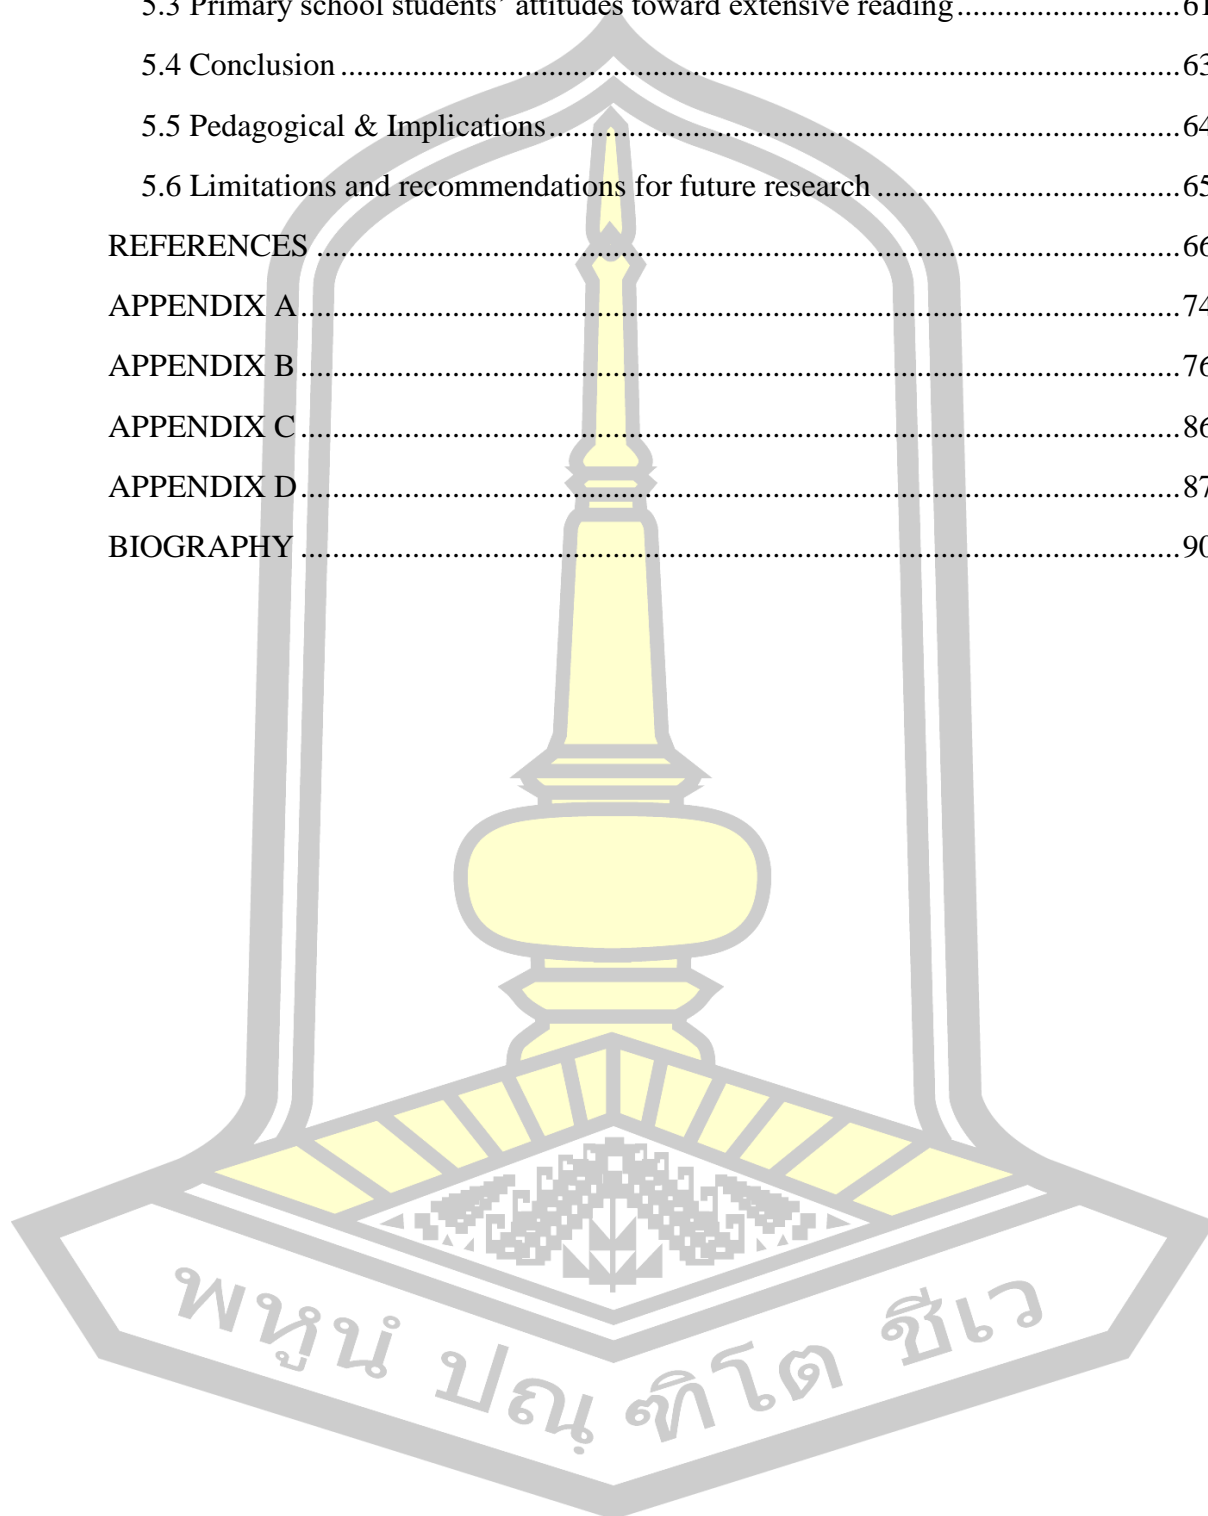 5.3 Primary school students’ attitudes toward extensive reading 61
5.4 Conclusion 63
5.5 Pedagogical & Implications 64
5.6 Limitations and recommendations for future research 65
REFERENCES 66
APPENDIX A 74
APPENDIX B 76
APPENDIX C 86
APPENDIX D 87
BIOGRAPHY 90
พหูนํ ปณฺฑิโต ชีเว